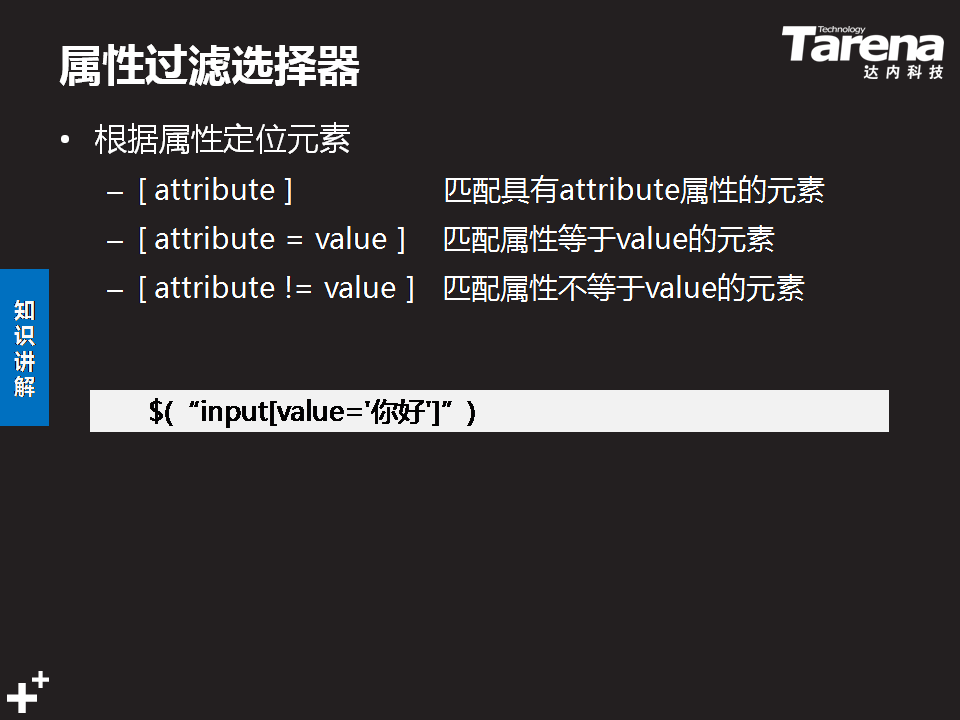 属性过滤选择器
Technology
Tarena
达内科技
• 根据属性定位元素
– [ attribute ] 匹配具有attribute属性的元素
– [ attribute = value ] 匹配属性等于value的元素
– [ attribute != value ] 匹配属性不等于value的元素
知识讲解
$(“input[value='你好']”)